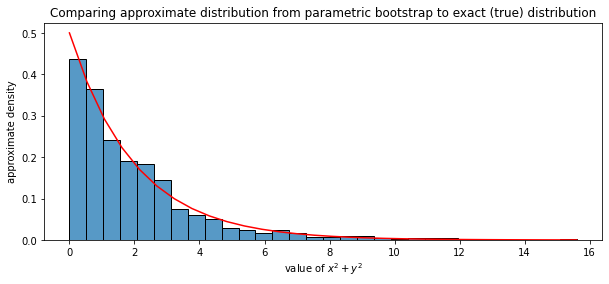 Comparing approximate distribution from parametric bootstrap to exact (true) distribution
0.5
0.4
0.3
0.2
0.1
0.0
approximate density
0 2 4 6 8 10 12 14 16
value of x² + y²